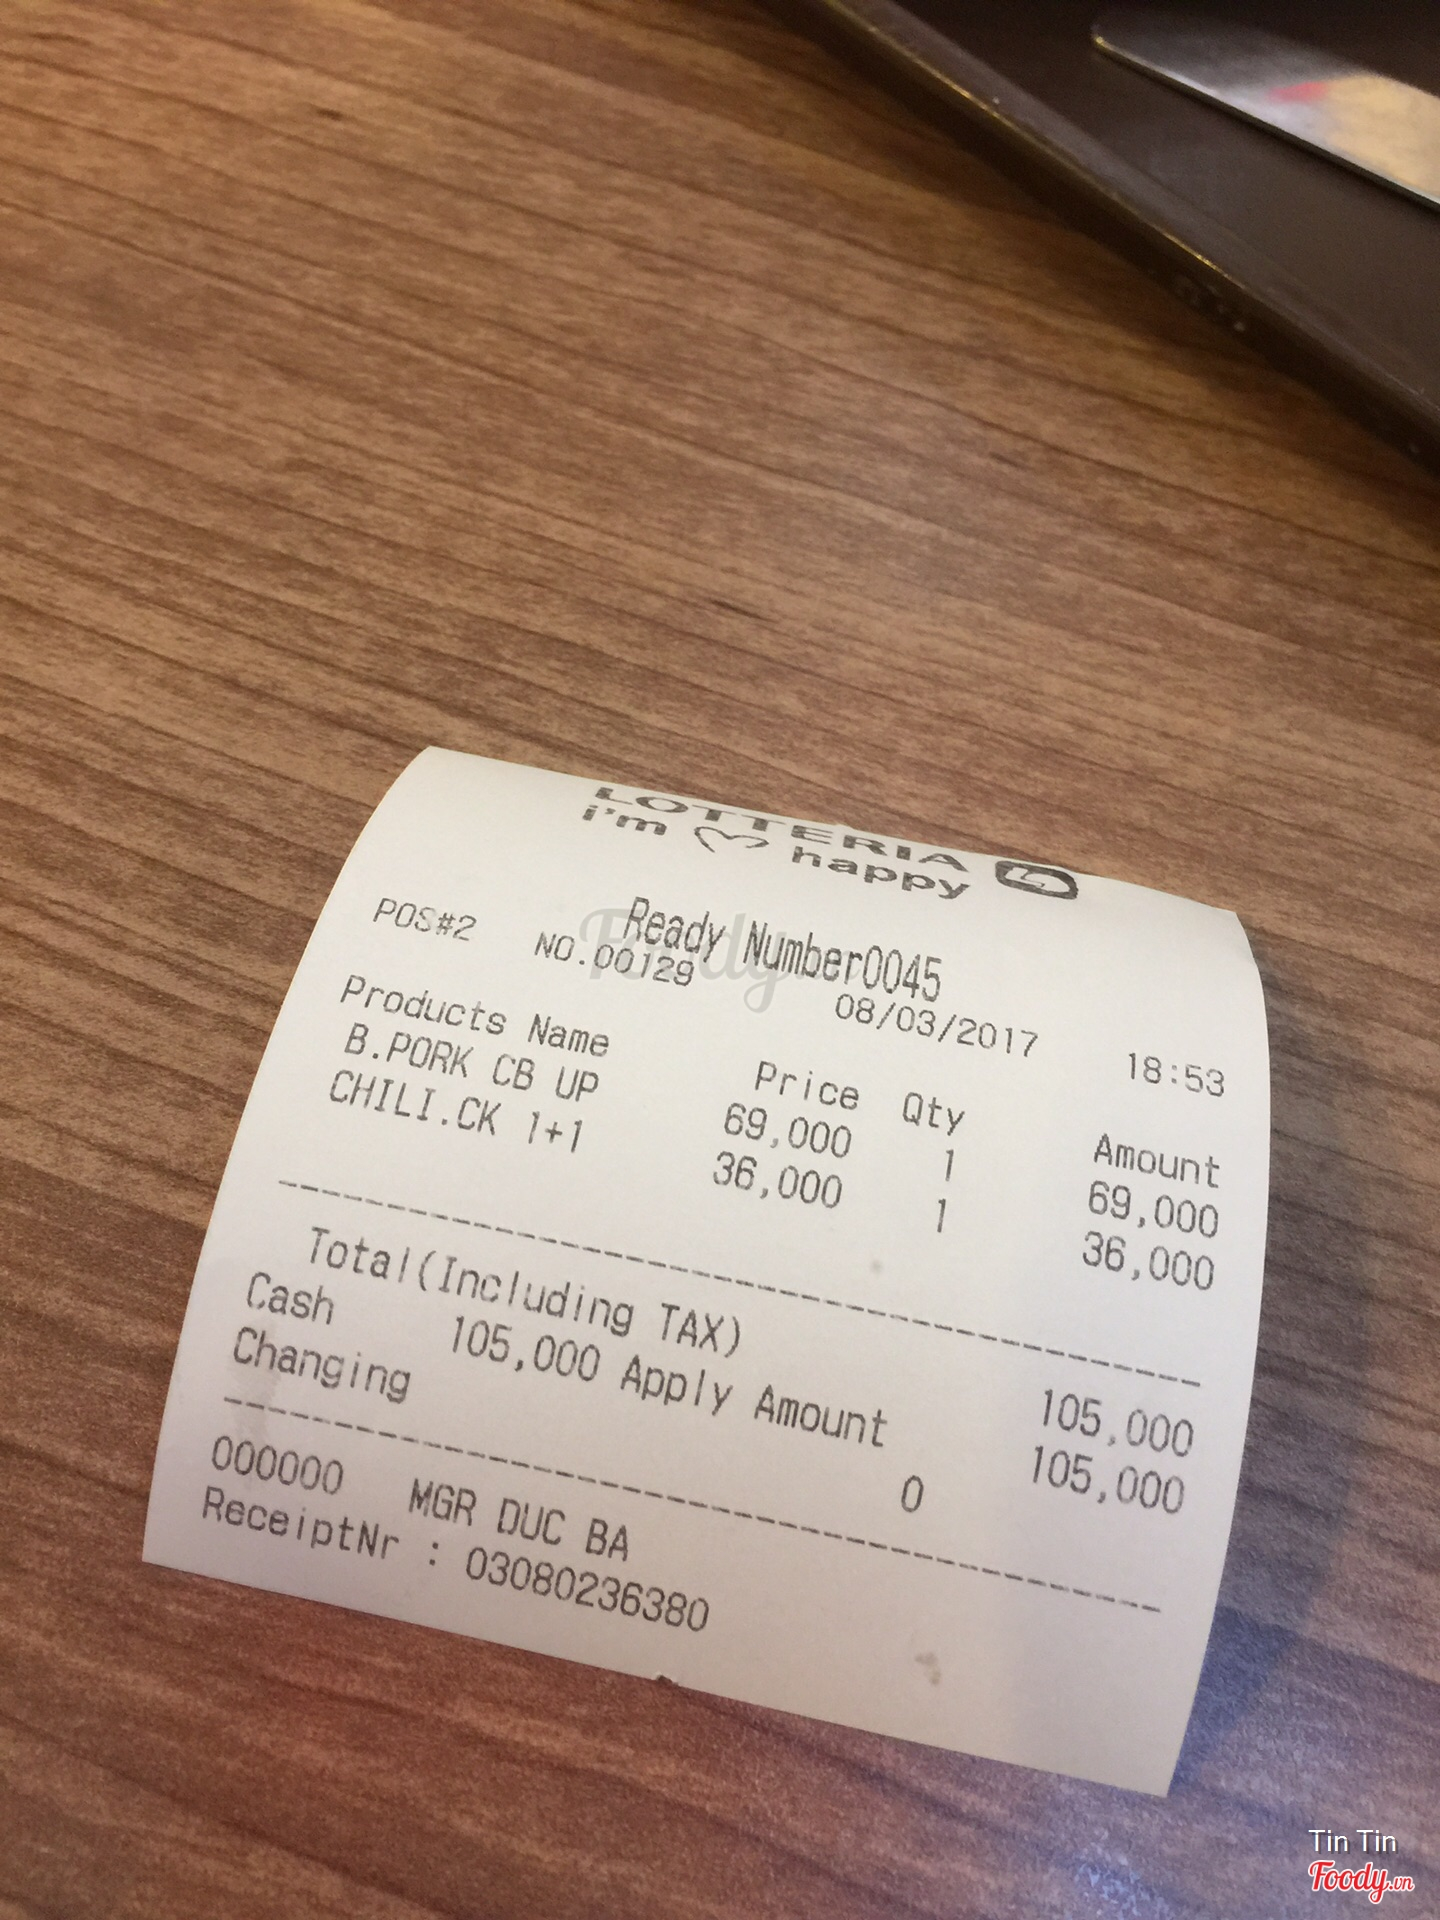 LOTTERIA
i'm happy
Ready Number0045
POS#2 NO.00129 08/03/2017 18:53
Products Name Price Qty Amount
B.PORK CB UP 69,000 1 69,000
CHILI.CK 1+1 36,000 1 36,000
Total(Including TAX) 105,000
Cash 105,000 Apply Amount 105,000
Changing 0
000000 MGR DUC BA
ReceiptNr : 03080236380
Foody
Tin Tin
Foody.vn